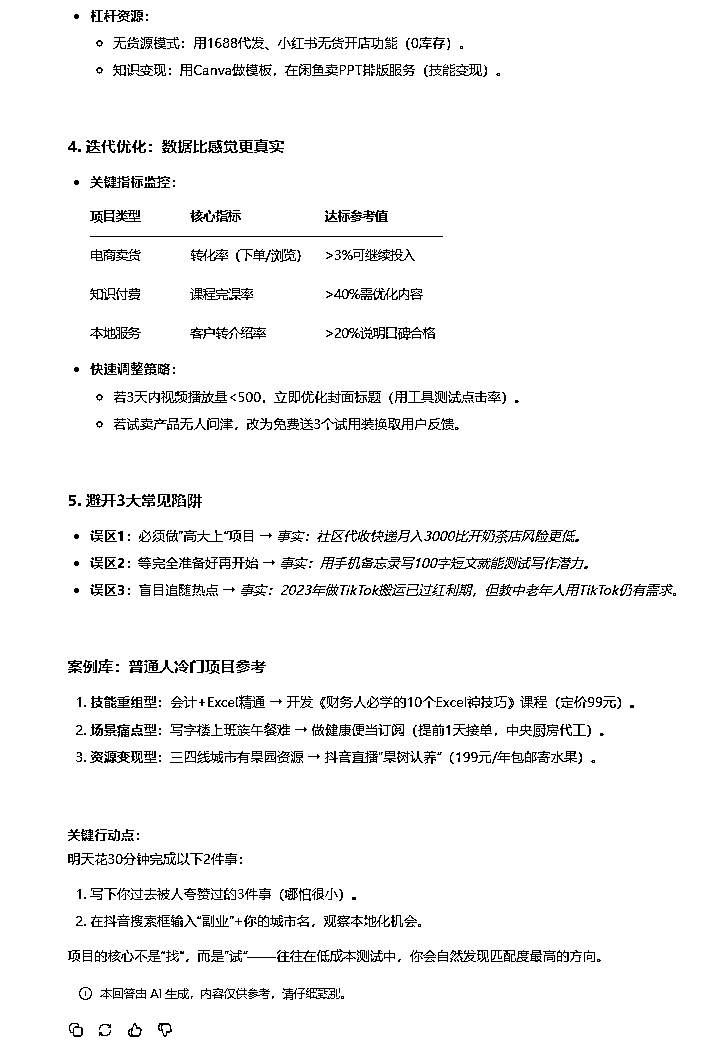 杠杆资源：
无货源模式：用1688代发、小红书无货开店功能（0库存）。
知识变现：用Canva做模板，在闲鱼卖PPT排版服务（技能变现）。
4. 迭代优化：数据比感觉更真实
关键指标监控：
项目类型 核心指标 达标参考值
电商卖货 转化率（下单/浏览） >3%可继续投入
知识付费 课程完课率 >40%需优化内容
本地服务 客户转介绍率 >20%说明口碑合格
快速调整策略：
若3天内视频播放量<500，立即优化封面标题（用工具测试点击率）。
若试卖产品无人问津，改为免费送3个试用装换取用户反馈。
5. 避开3大常见陷阱
误区1：必须做"高大上"项目 → 事实：社区代收快递月入3000比开奶茶店风险更低。
误区2：等完全准备好再开始 → 事实：用手机备忘录写100字短文就能测试写作潜力。
误区3：盲目追随热点 → 事实：2023年做TikTok搬运已过红利期，但教中老年人用TikTok仍有需求。
案例库：普通人冷门项目参考
1. 技能重组型：会计+Excel精通 → 开发《财务人必学的10个Excel神技巧》课程（定价99元）。
2. 场景痛点型：写字楼上班族午餐难 → 做健康便当订阅（提前1天接单，中央厨房代工）。
3. 资源变现型：三四线城市有果园资源 → 抖音直播"果树认养"（199元/年包邮寄水果）。
关键行动点：
明天花30分钟完成以下2件事：
1. 写下你过去被人夸赞过的3件事（哪怕很小）。
2. 在抖音搜索框输入"副业"+你的城市名，观察本地化机会。
项目的核心不是"找"，而是"试"——往往在低成本测试中，你会自然发现匹配度最高的方向。
本回答由 AI 生成，内容仅供参考，请仔细甄别。